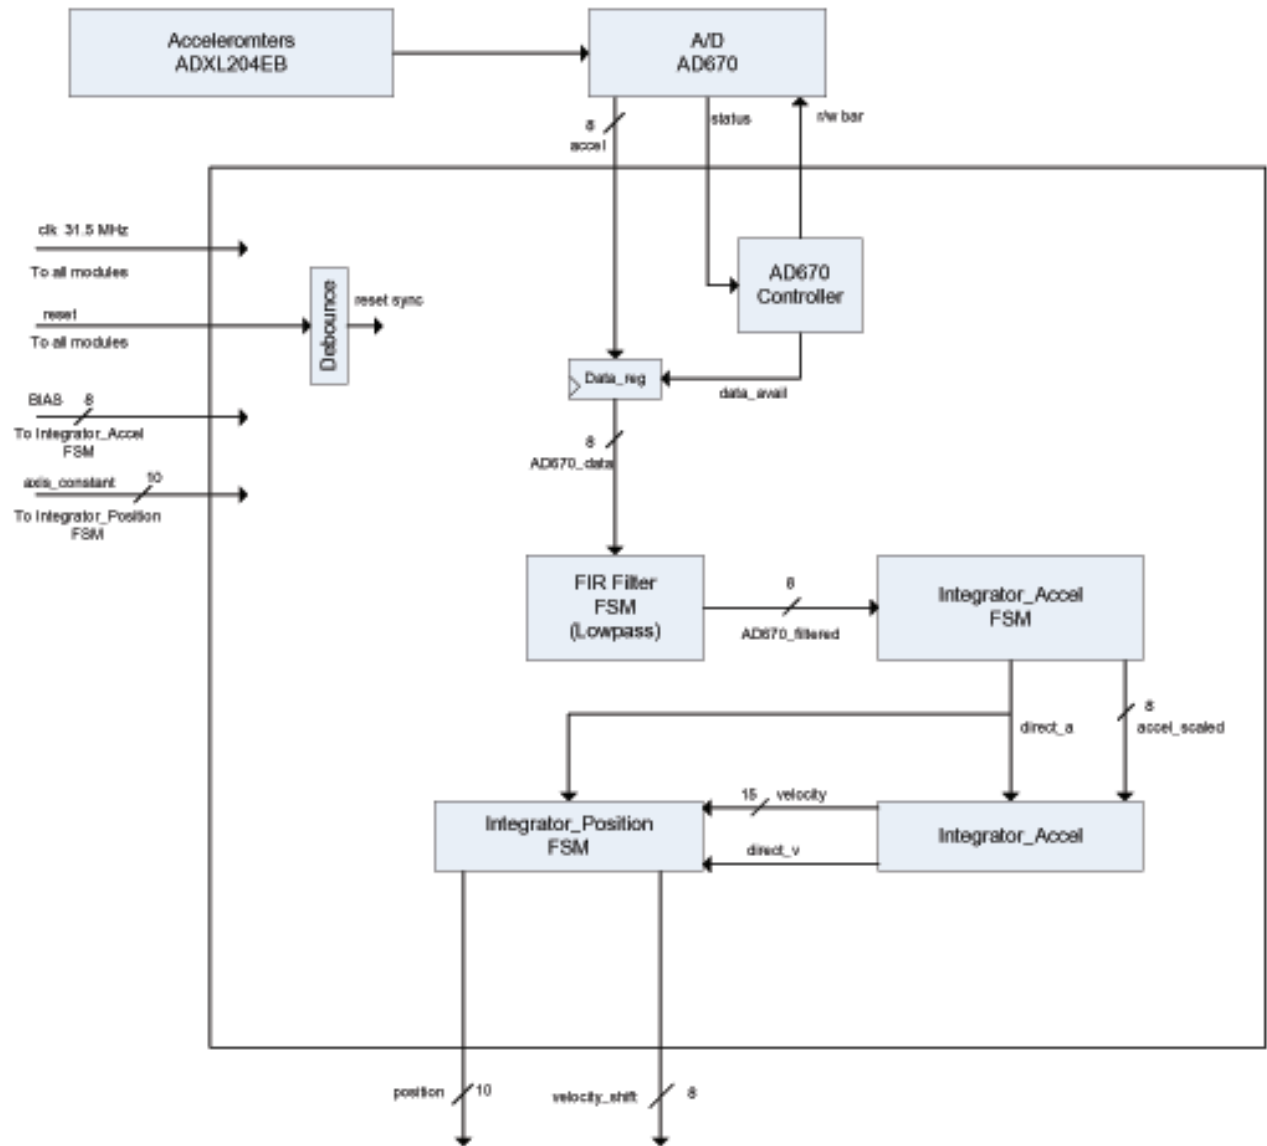 Acceleromters
ADXL204EB
A/D
AD670
8
accel
status
r/w bar
clk 31.5 MHz
To all modules
reset
To all modules
Debounce
reset sync
AD670
Controller
Data_reg
data_avail
BIAS 8
To Integrator_Accel
FSM
axis_constant 10
To Integrator_Position
FSM
8
AD670_data
FIR Filter
FSM
(Lowpass)
8
AD670_filtered
Integrator_Accel
FSM
direct_a
8
accel_scaled
15 velocity
direct_v
Integrator_Position
FSM
Integrator_Accel
position 10
velocity_shift 8